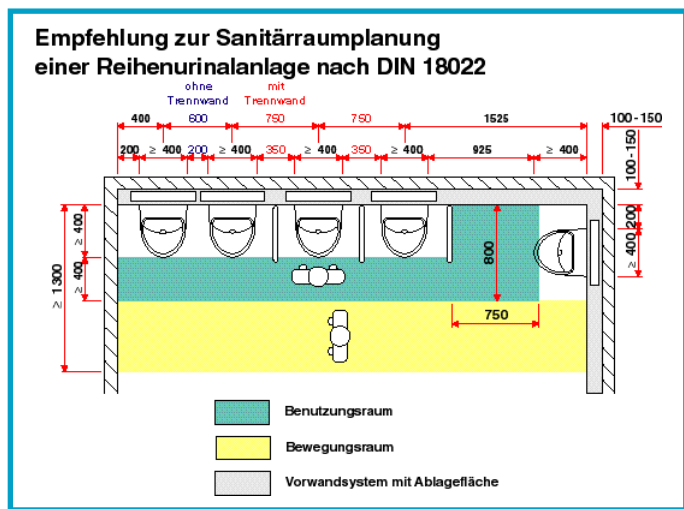 Empfehlung zur Sanitärraumplanung
einer Reihenurinalanlage nach DIN 18022
ohne
Trennwand
mit
Trennwand
400 600 750 750 1525 100-150
200 ≥ 400 200 ≥ 400 350 ≥ 400 350 ≥ 400 925 ≥ 400
100-150
200
≥ 400
≥ 400
≥ 400
≥ 1300
800
750
Benutzungsraum
Bewegungsraum
Vorwandsystem mit Ablagefläche